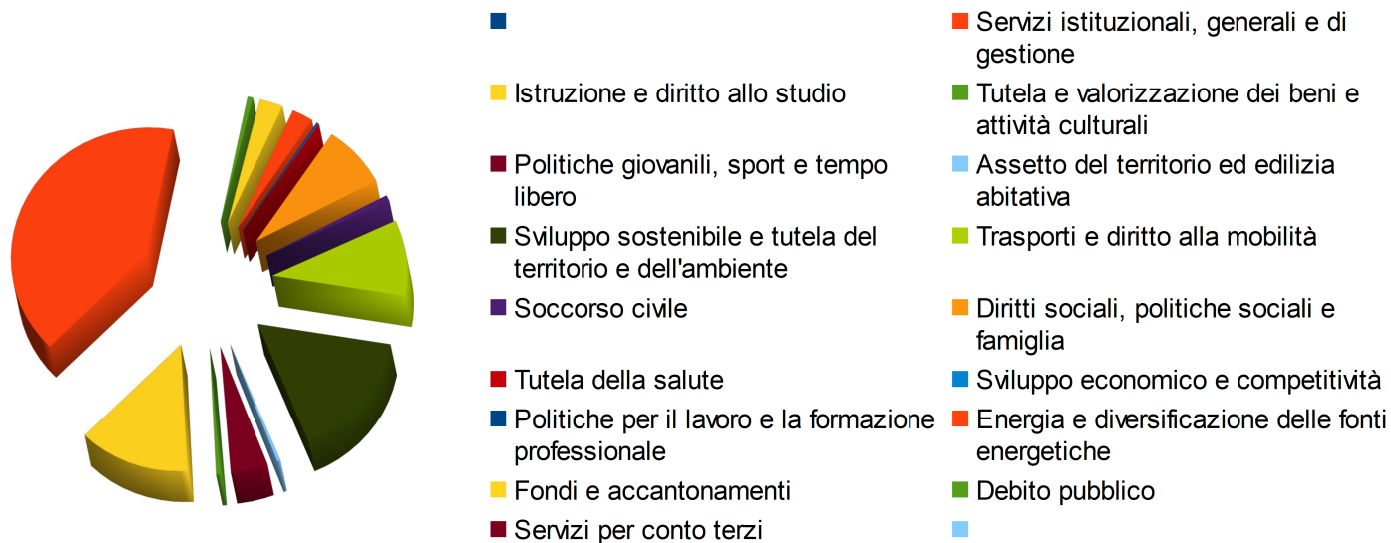 Servizi istituzionali, generali e di
gestione
Istruzione e diritto allo studio
Tutela e valorizzazione dei beni e
attività culturali
Politiche giovanili, sport e tempo
libero
Assetto del territorio ed edilizia
abitativa
Sviluppo sostenibile e tutela del
territorio e dell'ambiente
Trasporti e diritto alla mobilità
Soccorso civile
Diritti sociali, politiche sociali e
famiglia
Tutela della salute
Sviluppo economico e competitività
Politiche per il lavoro e la formazione
professionale
Energia e diversificazione delle fonti
energetiche
Fondi e accantonamenti
Debito pubblico
Servizi per conto terzi